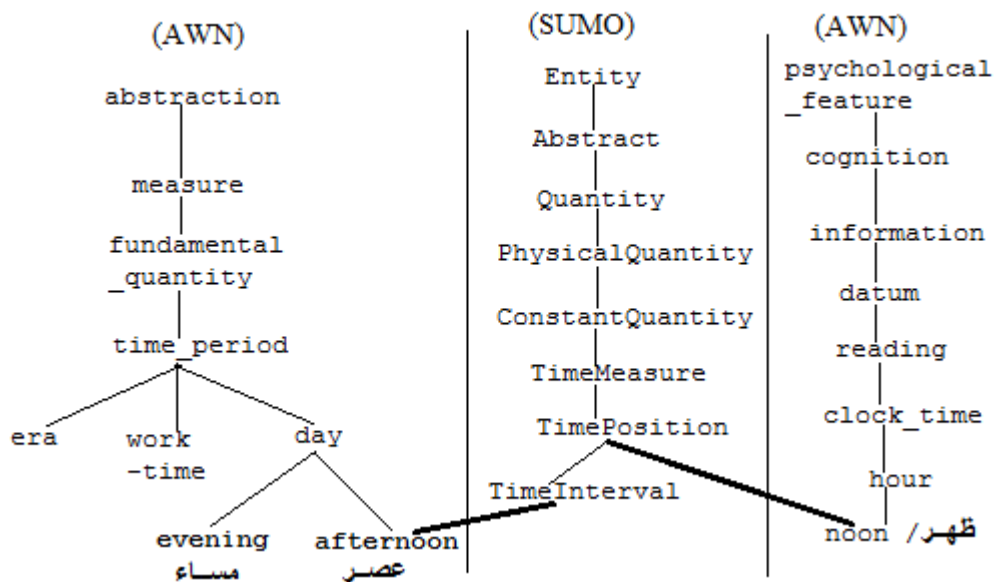 (AWN)
abstraction
measure
fundamental
_quantity
time_period
era
work
-time
day
evening
مساء
afternoon
عصر
(SUMO)
Entity
Abstract
Quantity
PhysicalQuantity
ConstantQuantity
TimeMeasure
TimePosition
TimeInterval
(AWN)
psychological
_feature
cognition
information
datum
reading
clock_time
hour
noon /ظهر